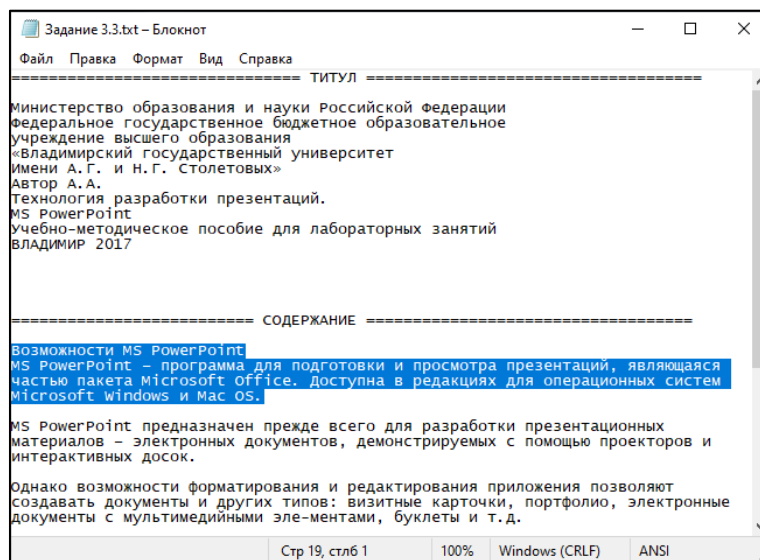 Задание 3.3.txt – Блокнот
Файл Правка Формат Вид Справка
=============================== ТИТУЛ ====================================
Министерство образования и науки Российской Федерации
Федеральное государственное бюджетное образовательное
учреждение высшего образования
«Владимирский государственный университет
Имени А.Г. и Н.Г. Столетовых»
Автор А.А.
Технология разработки презентаций.
MS PowerPoint
Учебно-методическое пособие для лабораторных занятий
ВЛАДИМИР 2017
========================== СОДЕРЖАНИЕ ===================================
Возможности MS PowerPoint
MS PowerPoint – программа для подготовки и просмотра презентаций, являющаяся
частью пакета Microsoft Office. Доступна в редакциях для операционных систем
Microsoft Windows и Mac OS.
MS PowerPoint предназначен прежде всего для разработки презентационных
материалов – электронных документов, демонстрируемых с помощью проекторов и
интерактивных досок.
Однако возможности форматирования и редактирования приложения позволяют
создавать документы и других типов: визитные карточки, портфолио, электронные
документы с мультимедийными эле-ментами, буклеты и т.д.
Стр 19, стлб 1 100% Windows (CRLF) ANSI